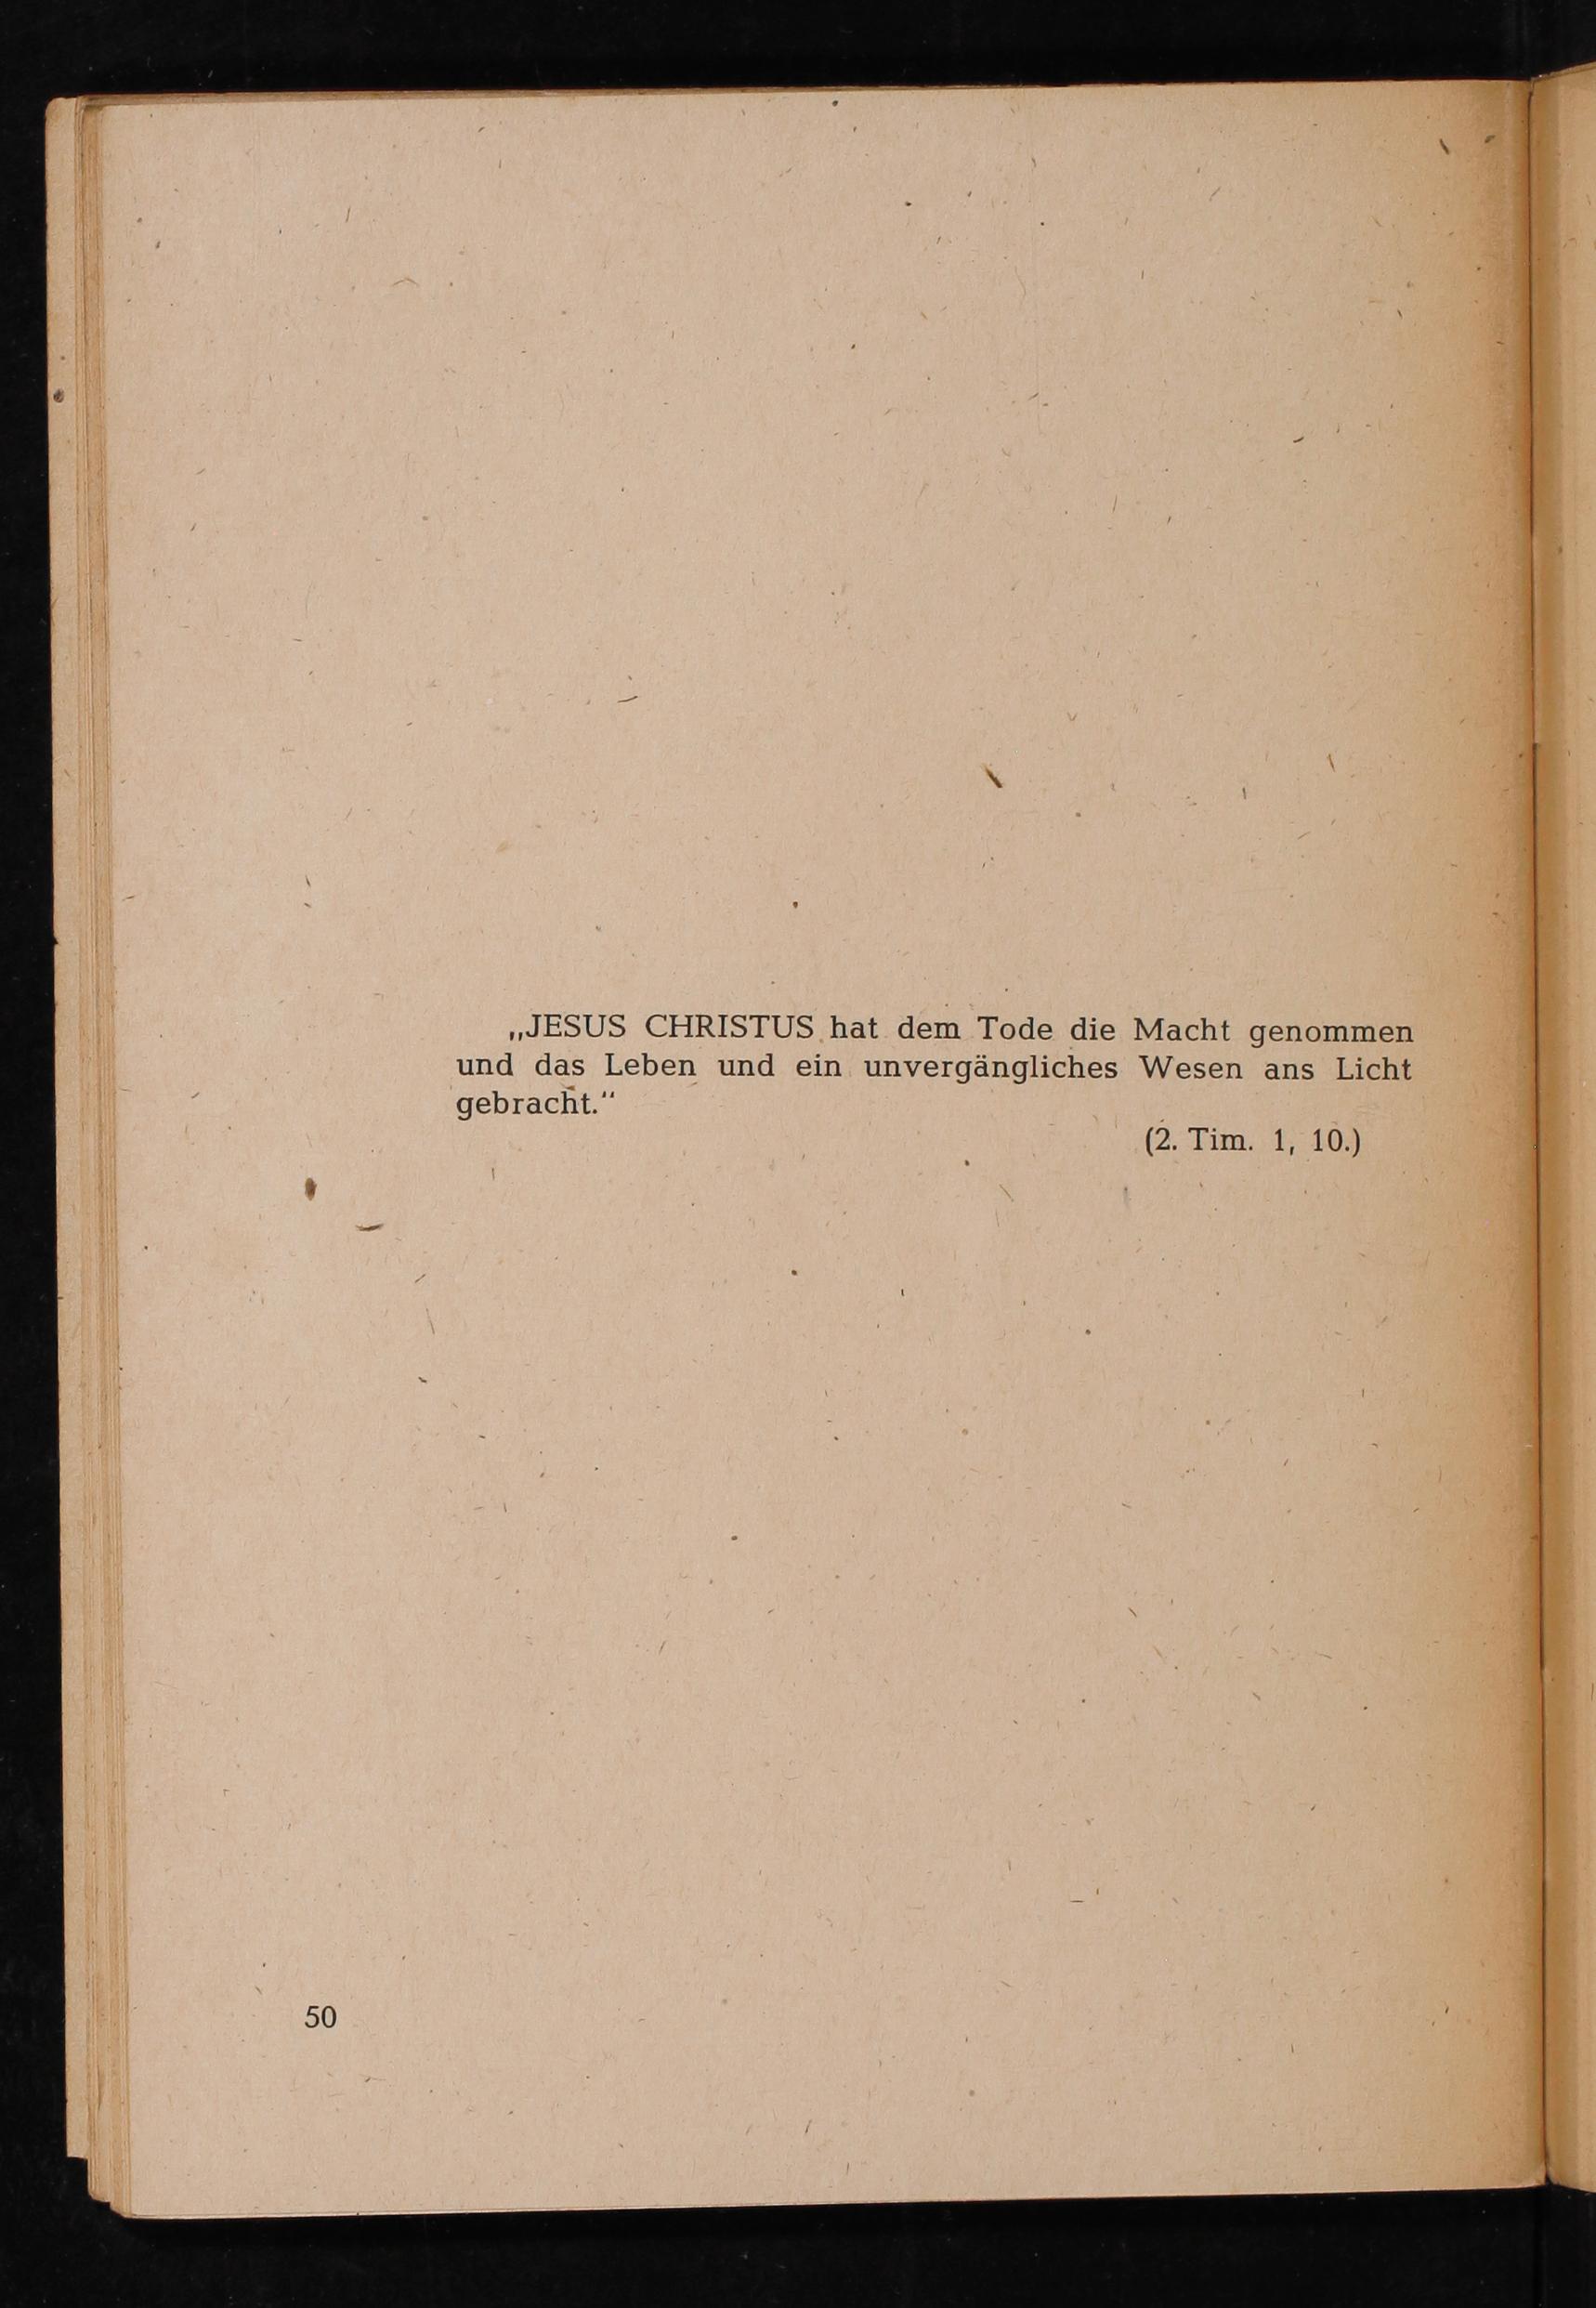 „JESUS CHRISTUS hat dem Tode die Macht genommen
und das Leben und ein unvergängliches Wesen ans Licht
gebracht.“
(2. Tim. 1, 10.)
50